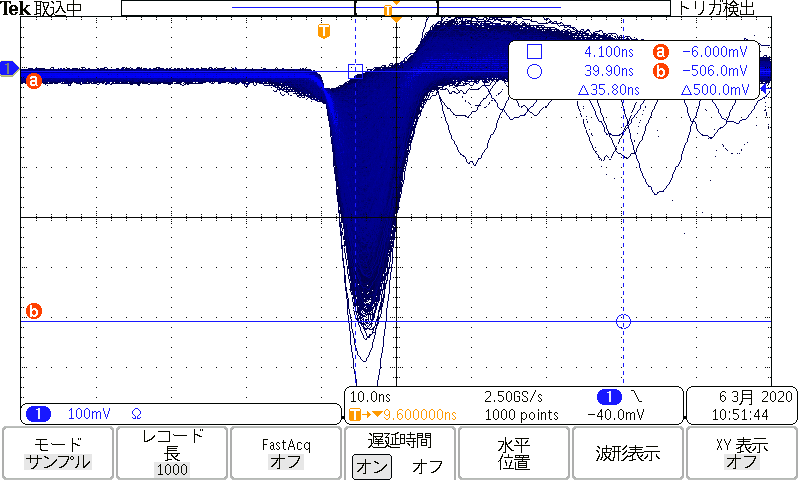 Tek 取込中
トリガ検出
T
T
1
a
b
4.100ns
a
-6.000mV
39.90ns
b
-506.0mV
△35.80ns
△500.0mV
1
100mV
Ω
10.0ns
2.50GS/s
1
T→▼9.600000ns
1000 points
-40.0mV
6 3月 2020
10:51:44
モード
サンプル
レコード
長
1000
FastAcq
オフ
遅延時間
オン
オフ
水平
位置
波形表示
XY 表示
オフ